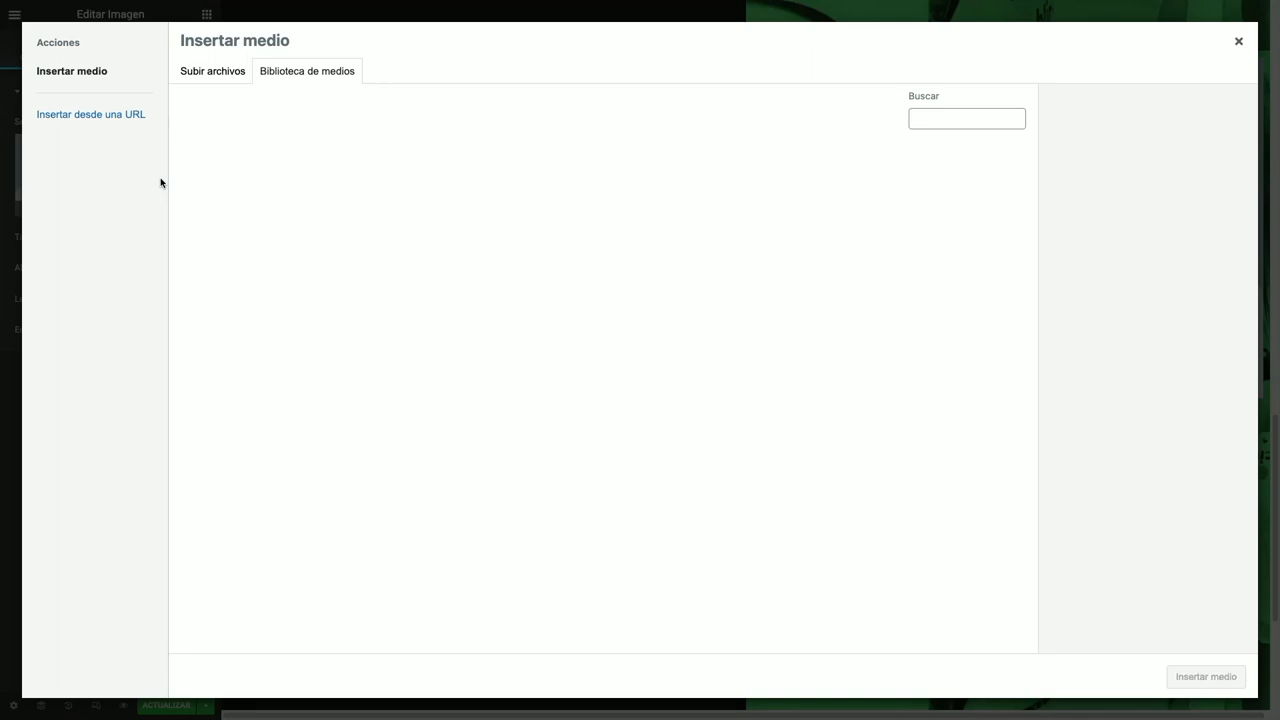 Editar Imagen
Acciones
Insertar medio
Insertar desde una URL
Insertar medio
Subir archivos
Biblioteca de medios
Buscar
Insertar medio
ACTUALIZAR